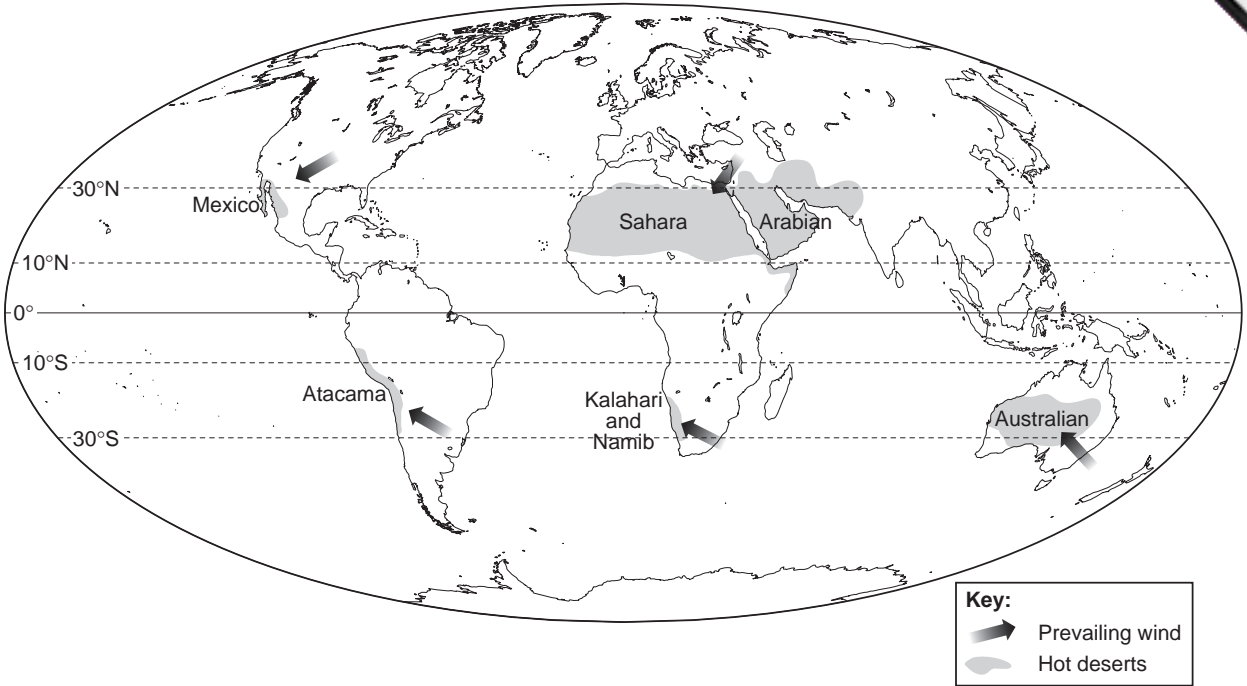 30°N
Mexico
Sahara
Arabian
10°N
0°
10°S
Atacama
Kalahari
and
Namib
Australian
30°S
Key:
Prevailing wind
Hot deserts